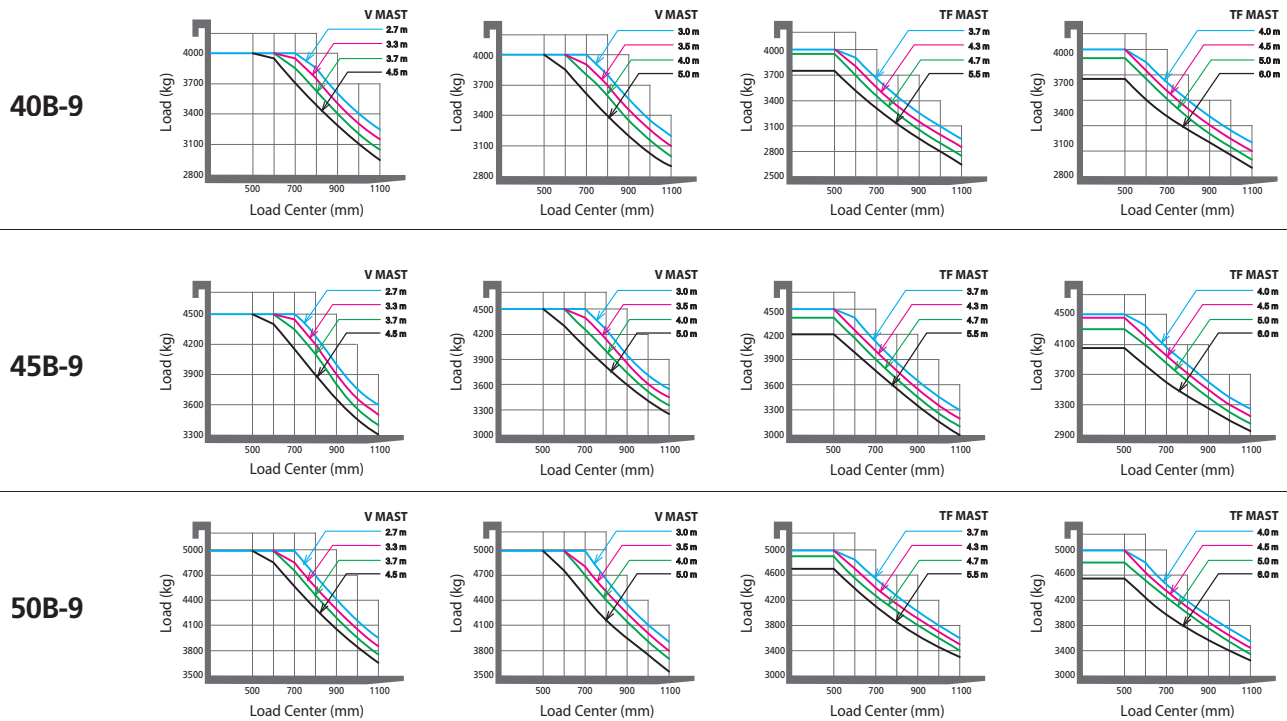 40B-9
V MAST
2.7 m
3.3 m
3.7 m
4.5 m
Load (kg)
4000
3700
3400
3100
2800
500 700 900 1100
Load Center (mm)
V MAST
3.0 m
3.5 m
4.0 m
5.0 m
Load (kg)
4000
3700
3400
3100
2800
500 700 900 1100
Load Center (mm)
TF MAST
3.7 m
4.3 m
4.7 m
5.5 m
Load (kg)
4000
3700
3400
3100
2800
2500
500 700 900 1100
Load Center (mm)
TF MAST
4.0 m
4.5 m
5.0 m
6.0 m
Load (kg)
4000
3700
3400
3100
2800
500 700 900 1100
Load Center (mm)
45B-9
V MAST
2.7 m
3.3 m
3.7 m
4.5 m
Load (kg)
4500
4200
3900
3600
3300
500 700 900 1100
Load Center (mm)
V MAST
3.0 m
3.5 m
4.0 m
5.0 m
Load (kg)
4500
4200
3900
3600
3300
3000
500 700 900 1100
Load Center (mm)
TF MAST
3.7 m
4.3 m
4.7 m
5.5 m
Load (kg)
4500
4200
3900
3600
3300
3000
500 700 900 1100
Load Center (mm)
TF MAST
4.0 m
4.5 m
5.0 m
6.0 m
Load (kg)
4500
4100
3700
3300
2900
500 700 900 1100
Load Center (mm)
50B-9
V MAST
2.7 m
3.3 m
3.7 m
4.5 m
Load (kg)
5000
4700
4400
4100
3800
3500
500 700 900 1100
Load Center (mm)
V MAST
3.0 m
3.5 m
4.0 m
5.0 m
Load (kg)
5000
4700
4400
4100
3800
3500
500 700 900 1100
Load Center (mm)
TF MAST
3.7 m
4.3 m
4.7 m
5.5 m
Load (kg)
5000
4600
4200
3800
3400
3000
500 700 900 1100
Load Center (mm)
TF MAST
4.0 m
4.5 m
5.0 m
6.0 m
Load (kg)
5000
4600
4200
3800
3400
3000
500 700 900 1100
Load Center (mm)